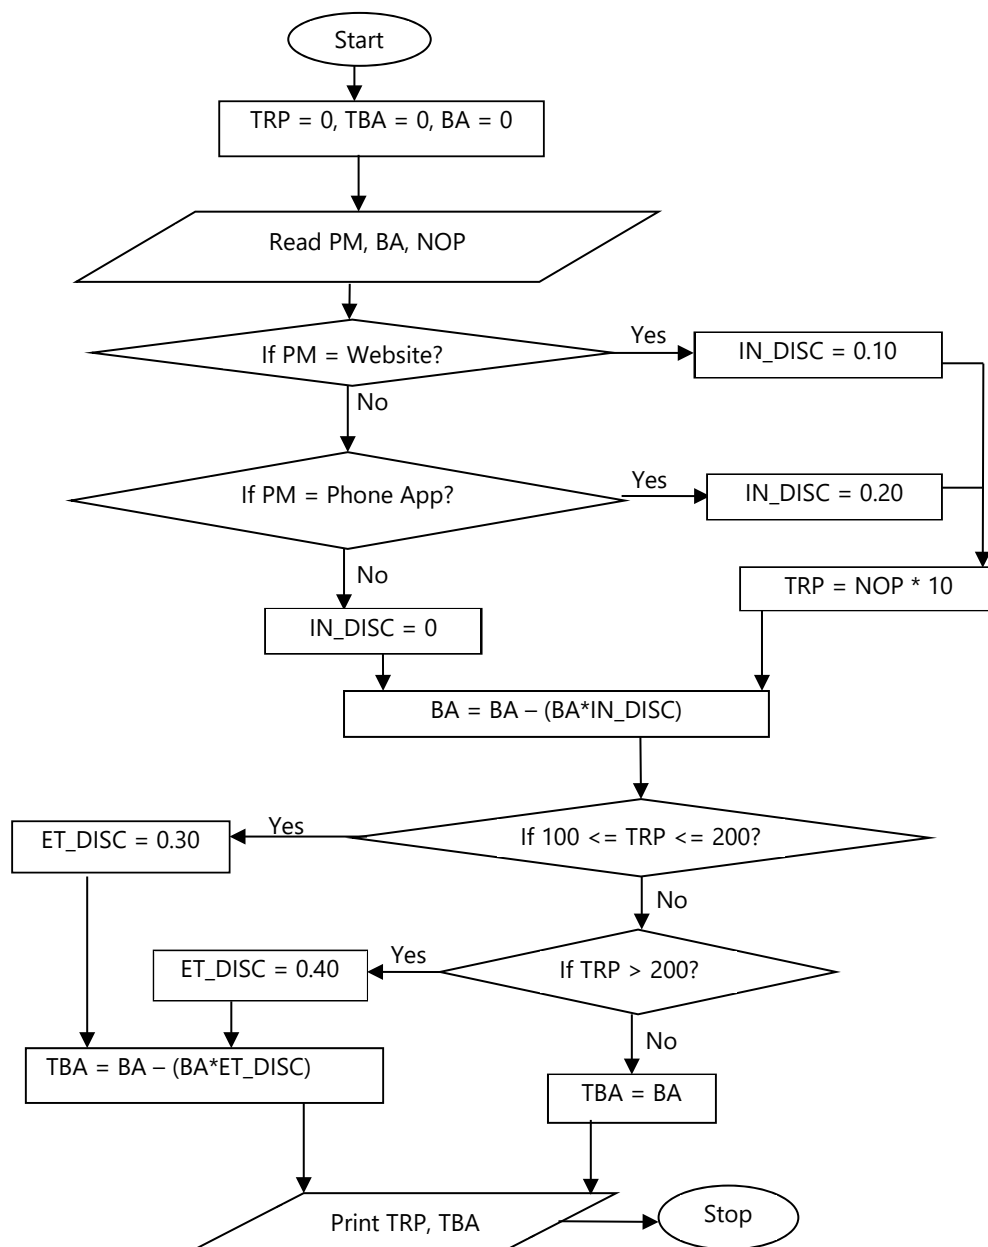 Start
TRP = 0, TBA = 0, BA = 0
Read PM, BA, NOP
If PM = Website?
Yes
IN_DISC = 0.10
No
If PM = Phone App?
Yes
IN_DISC = 0.20
No
TRP = NOP * 10
IN_DISC = 0
BA = BA – (BA*IN_DISC)
If 100 <= TRP <= 200?
Yes
ET_DISC = 0.30
No
If TRP > 200?
Yes
ET_DISC = 0.40
No
TBA = BA – (BA*ET_DISC)
TBA = BA
Print TRP, TBA
Stop